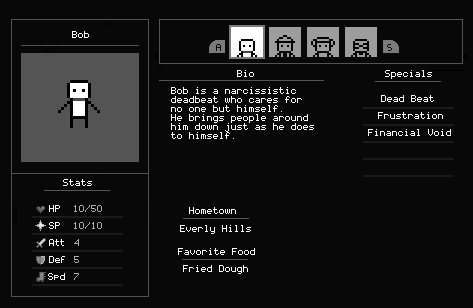 Bob
A
S
Bio
Bob is a narcissistic
deadbeat who cares for
no one but himself.
He brings people around
him down just as he does
to himself.
Specials
Dead Beat
Frustration
Financial Void
Stats
HP 10/50
SP 10/10
Att 4
Def 5
Spd 7
Hometown
Everly Hills
Favorite Food
Fried Dough